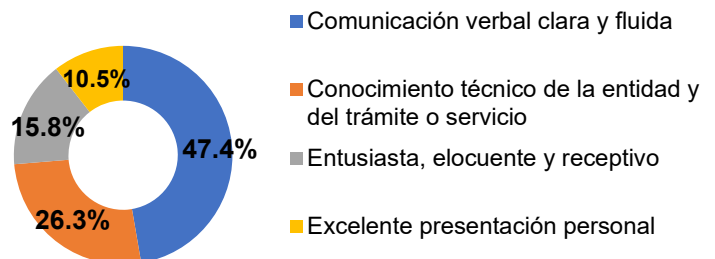 Comunicación verbal clara y fluida
10.5%
Conocimiento técnico de la entidad y
del trámite o servicio
15.8%
47.4%
Entusiasta, elocuente y receptivo
26.3%
Excelente presentación personal